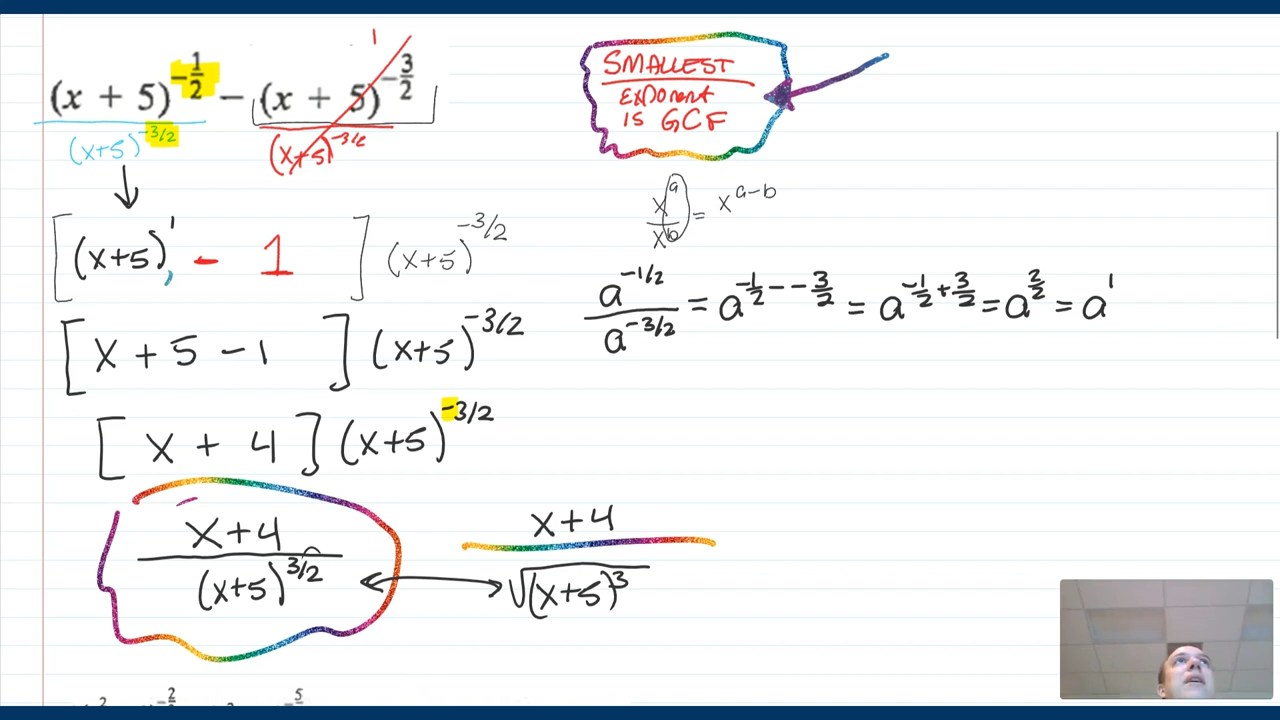 (x + 5)^{-1/2} − (x + 5)^{-3/2}
1
(x+5)^{-3/2} (x+5)^{-3/2}
SMALLEST
EXPONENT
IS GCF
x^a / x^b = x^{a-b}
[(x+5)^1 - 1] (x+5)^{-3/2}
a^{-1/2} / a^{-3/2} = a^{-1/2 - -3/2} = a^{-1/2 + 3/2} = a^{2/2} = a^1
[x + 5 - 1] (x+5)^{-3/2}
[x + 4] (x+5)^{-3/2}
x+4 / (x+5)^{3/2}
x+4 / √(x+5)^3